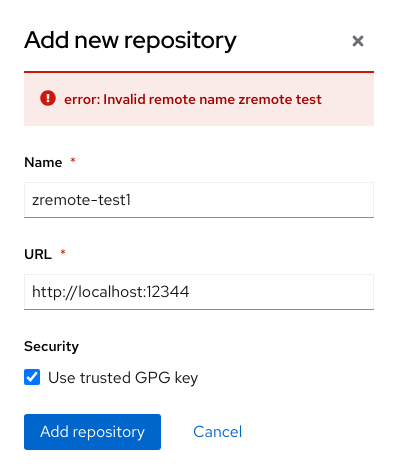 Add new repository
error: Invalid remote name zremote test
Name *
zremote-test1
URL *
http://localhost:12344
Security
Use trusted GPG key
Add repository
Cancel